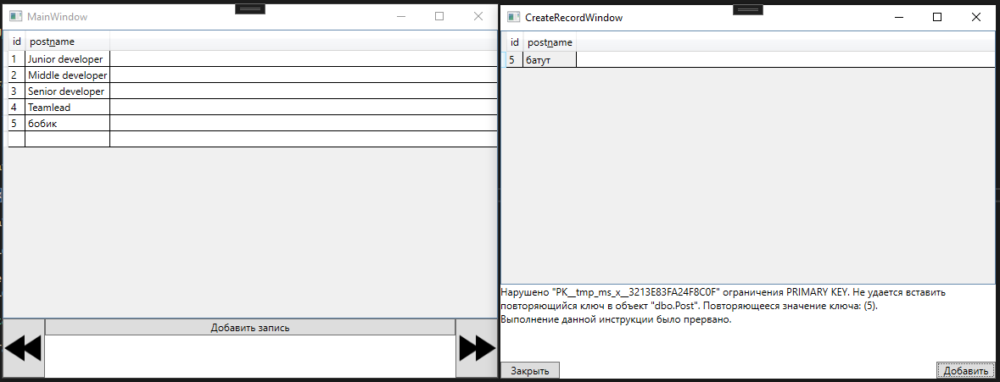 MainWindow
id postname
1 Junior developer
2 Middle developer
3 Senior developer
4 Teamlead
5 бобик
Добавить запись
CreateRecordWindow
id postname
5 батут
Нарушено "PK__tmp_ms_x__3213E83FA24F8C0F" ограничения PRIMARY KEY. Не удается вставить
повторяющийся ключ в объект "dbo.Post". Повторяющееся значение ключа: (5).
Выполнение данной инструкции было прервано.
Закрыть Добавить